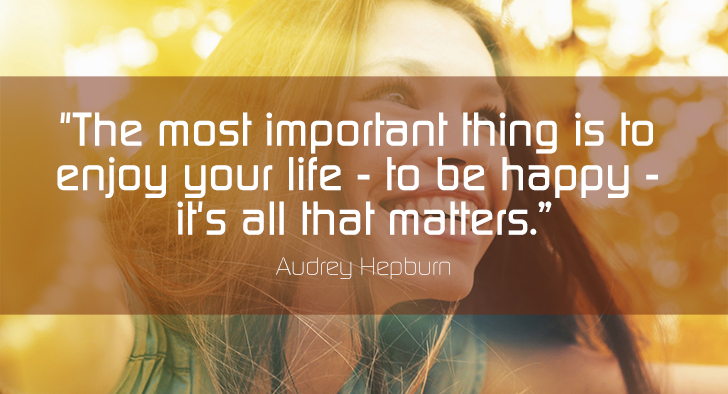 "The most important thing is to
enjoy your life - to be happy -
it's all that matters.”
Audrey Hepburn